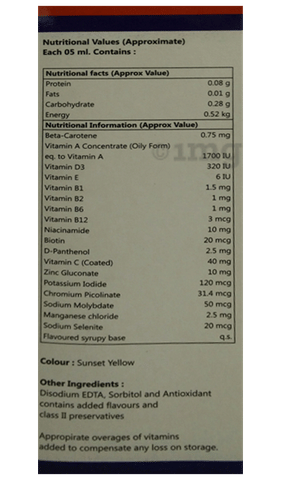 Nutritional Values (Approximate)
Each 05 ml. Contains :
Nutritional facts (Approx Value)
Protein 0.08 g
Fats 0.01 g
Carbohydrate 0.28 g
Energy 0.52 kg
Nutritional Information (Approx Value)
Beta-Carotene 0.75 mg
Vitamin A Concentrate (Oily Form)
eq. to Vitamin A 1700 IU
Vitamin D3 320 IU
Vitamin E 6 IU
Vitamin B1 1.5 mg
Vitamin B2 1 mg
Vitamin B6 1 mg
Vitamin B12 3 mcg
Niacinamide 10 mg
Biotin 20 mcg
D-Panthenol 2.5 mg
Vitamin C (Coated) 40 mg
Zinc Gluconate 10 mg
Potassium Iodide 120 mcg
Chromium Picolinate 31.4 mcg
Sodium Molybdate 50 mcg
Manganese chloride 2.5 mg
Sodium Selenite 20 mcg
Flavoured syrupy base q.s.
Colour : Sunset Yellow
Other Ingredients :
Disodium EDTA, Sorbitol and Antioxidant
contains added flavours and
class II preservatives
Appropirate overages of vitamins
added to compensate any loss on storage.
1mg